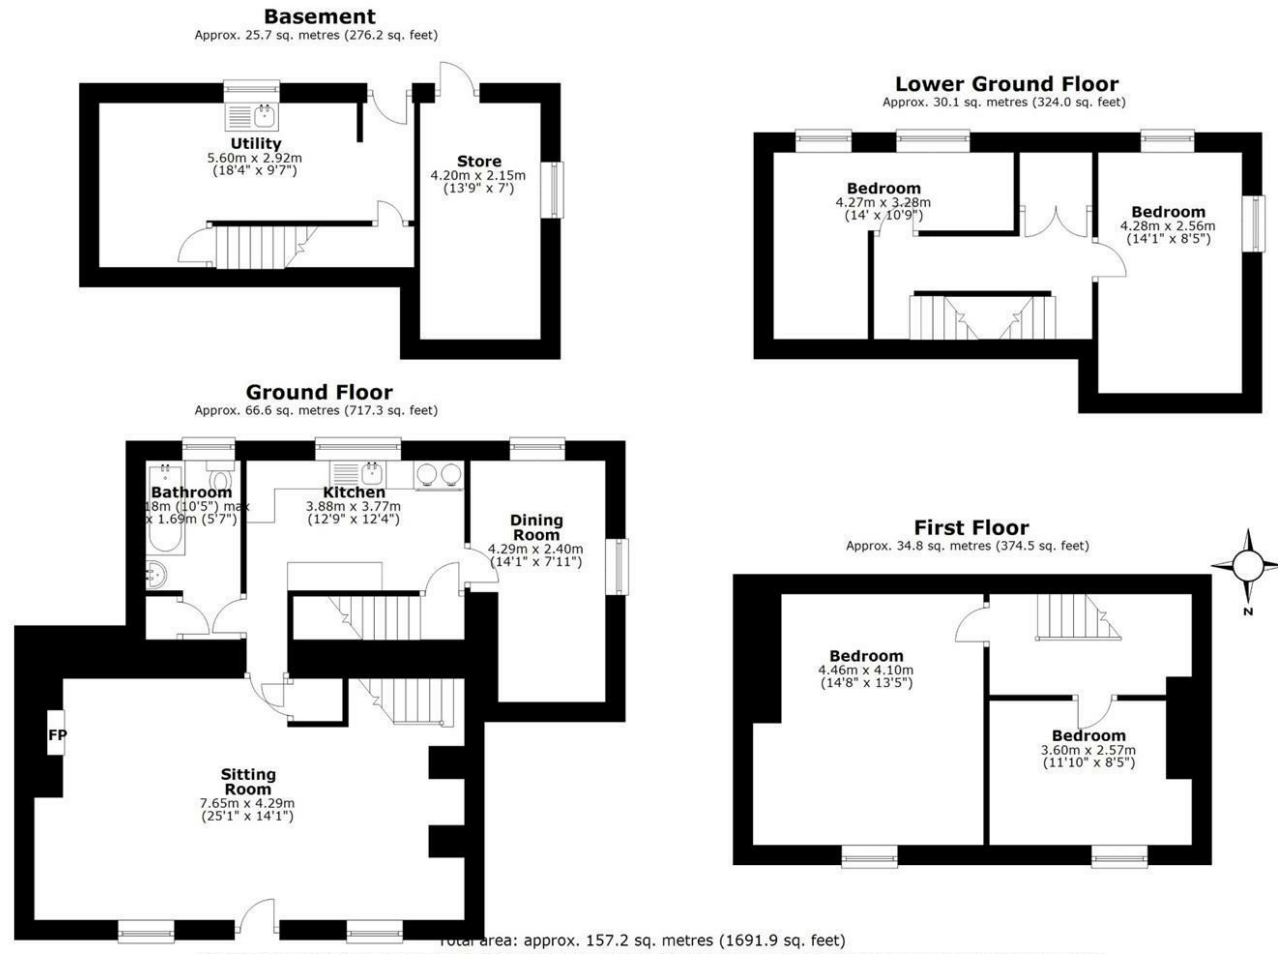 Basement
Approx. 25.7 sq. metres (276.2 sq. feet)
Utility
5.60m x 2.92m
(18'4" x 9'7")
Store
4.20m x 2.15m
(13'9" x 7')
Lower Ground Floor
Approx. 30.1 sq. metres (324.0 sq. feet)
Bedroom
4.27m x 3.28m
(14' x 10'9")
Bedroom
4.28m x 2.56m
(14'1" x 8'5")
Ground Floor
Approx. 66.6 sq. metres (717.3 sq. feet)
Bathroom
18m (10'5") max
x 1.69m (5'7")
Kitchen
3.88m x 3.77m
(12'9" x 12'4")
Dining
Room
4.29m x 2.40m
(14'1" x 7'11")
FP
Sitting
Room
7.65m x 4.29m
(25'1" x 14'1")
First Floor
Approx. 34.8 sq. metres (374.5 sq. feet)
N
Bedroom
4.46m x 4.10m
(14'8" x 13'5")
Bedroom
3.60m x 2.57m
(11'10" x 8'5")
Total area: approx. 157.2 sq. metres (1691.9 sq. feet)